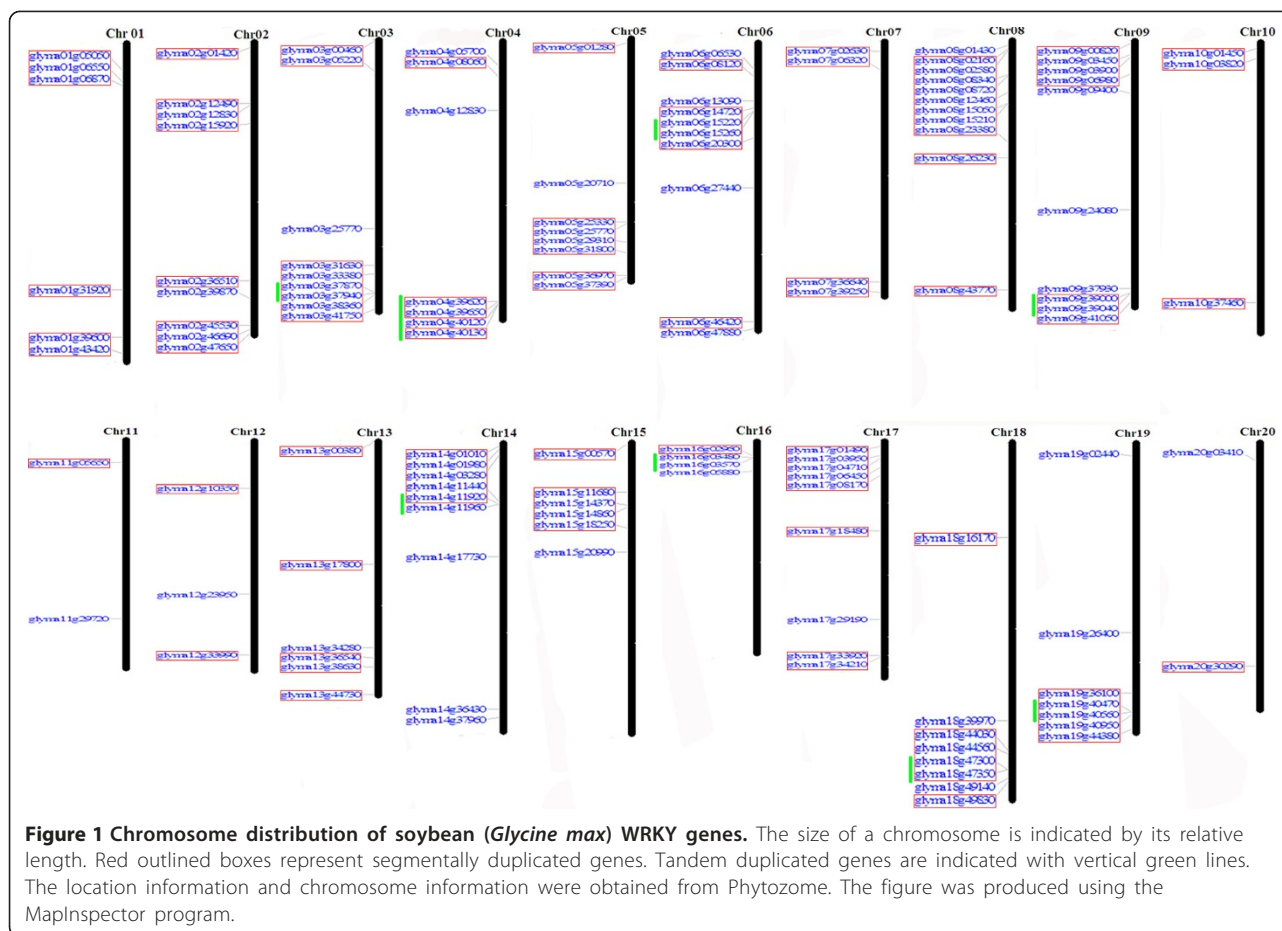 Chr 01
glyma01g05050
glyma01g06550
glyma01g06870
glyma01g31920
glyma01g39600
glyma01g43420
Chr02
glyma02g01420
glyma02g12490
glyma02g12830
glyma02g15920
glyma02g36510
glyma02g39870
glyma02g45530
glyma02g46690
glyma02g47650
Chr03
glyma03g00460
glyma03g05220
glyma03g25770
glyma03g31630
glyma03g33380
glyma03g37870
glyma03g37940
glyma03g38360
glyma03g41750
Chr04
glyma04g05700
glyma04g08060
glyma04g12830
glyma04g39620
glyma04g39650
glyma04g40120
glyma04g40130
Chr05
glyma05g01280
glyma05g20710
glyma05g25330
glyma05g25770
glyma05g29310
glyma05g31800
glyma05g36970
glyma05g37390
Chr06
glyma06g05530
glyma06g08120
glyma06g13090
glyma06g14720
glyma06g15220
glyma06g15260
glyma06g20300
glyma06g27440
glyma06g46420
glyma06g47880
Chr07
glyma07g02630
glyma07g06320
glyma07g36640
glyma07g39250
Chr08
glyma08g01430
glyma08g02160
glyma08g02580
glyma08g08340
glyma08g08720
glyma08g12460
glyma08g15050
glyma08g15210
glyma08g23380
glyma08g26230
glyma08g43770
Chr09
glyma09g00820
glyma09g03450
glyma09g03900
glyma09g06980
glyma09g09400
glyma09g24080
glyma09g37930
glyma09g39000
glyma09g39040
glyma09g41050
Chr10
glyma10g01450
glyma10g03820
glyma10g37460
Chr11
glyma11g05650
glyma11g29720
Chr12
glyma12g10350
glyma12g23950
glyma12g33990
Chr13
glyma13g00380
glyma13g17800
glyma13g34280
glyma13g36540
glyma13g38630
glyma13g44730
Chr14
glyma14g01010
glyma14g01980
glyma14g03280
glyma14g11440
glyma14g11920
glyma14g11960
glyma14g17730
glyma14g36430
glyma14g37960
Chr15
glyma15g00570
glyma15g11680
glyma15g14370
glyma15g14860
glyma15g18250
glyma15g20990
Chr16
glyma16g02960
glyma16g03480
glyma16g03570
glyma16g05880
Chr17
glyma17g01490
glyma17g03950
glyma17g04710
glyma17g06450
glyma17g08170
glyma17g18480
glyma17g29190
glyma17g33920
glyma17g34210
Chr18
glyma18g16170
glyma18g39970
glyma18g44030
glyma18g44560
glyma18g47300
glyma18g47350
glyma18g49140
glyma18g49830
Chr19
glyma19g02440
glyma19g26400
glyma19g36100
glyma19g40470
glyma19g40560
glyma19g40950
glyma19g44380
Chr20
glyma20g03410
glyma20g30290
Figure 1 Chromosome distribution of soybean (Glycine max) WRKY genes. The size of a chromosome is indicated by its relative
length. Red outlined boxes represent segmentally duplicated genes. Tandem duplicated genes are indicated with vertical green lines.
The location information and chromosome information were obtained from Phytozome. The figure was produced using the
MapInspector program.